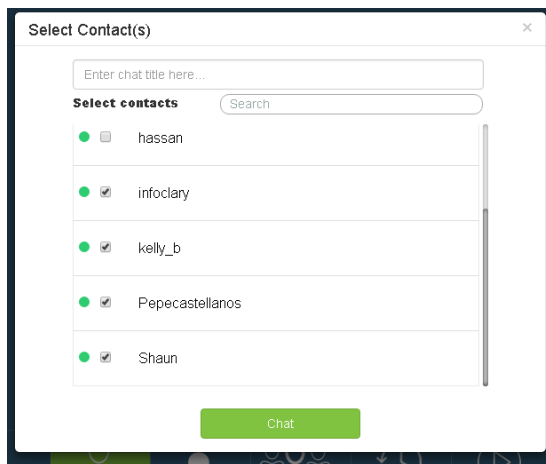 Select Contact(s)
×
Enter chat title here...
Select contacts
Search
hassan
infoclary
kelly_b
Pepecastellanos
Shaun
Chat